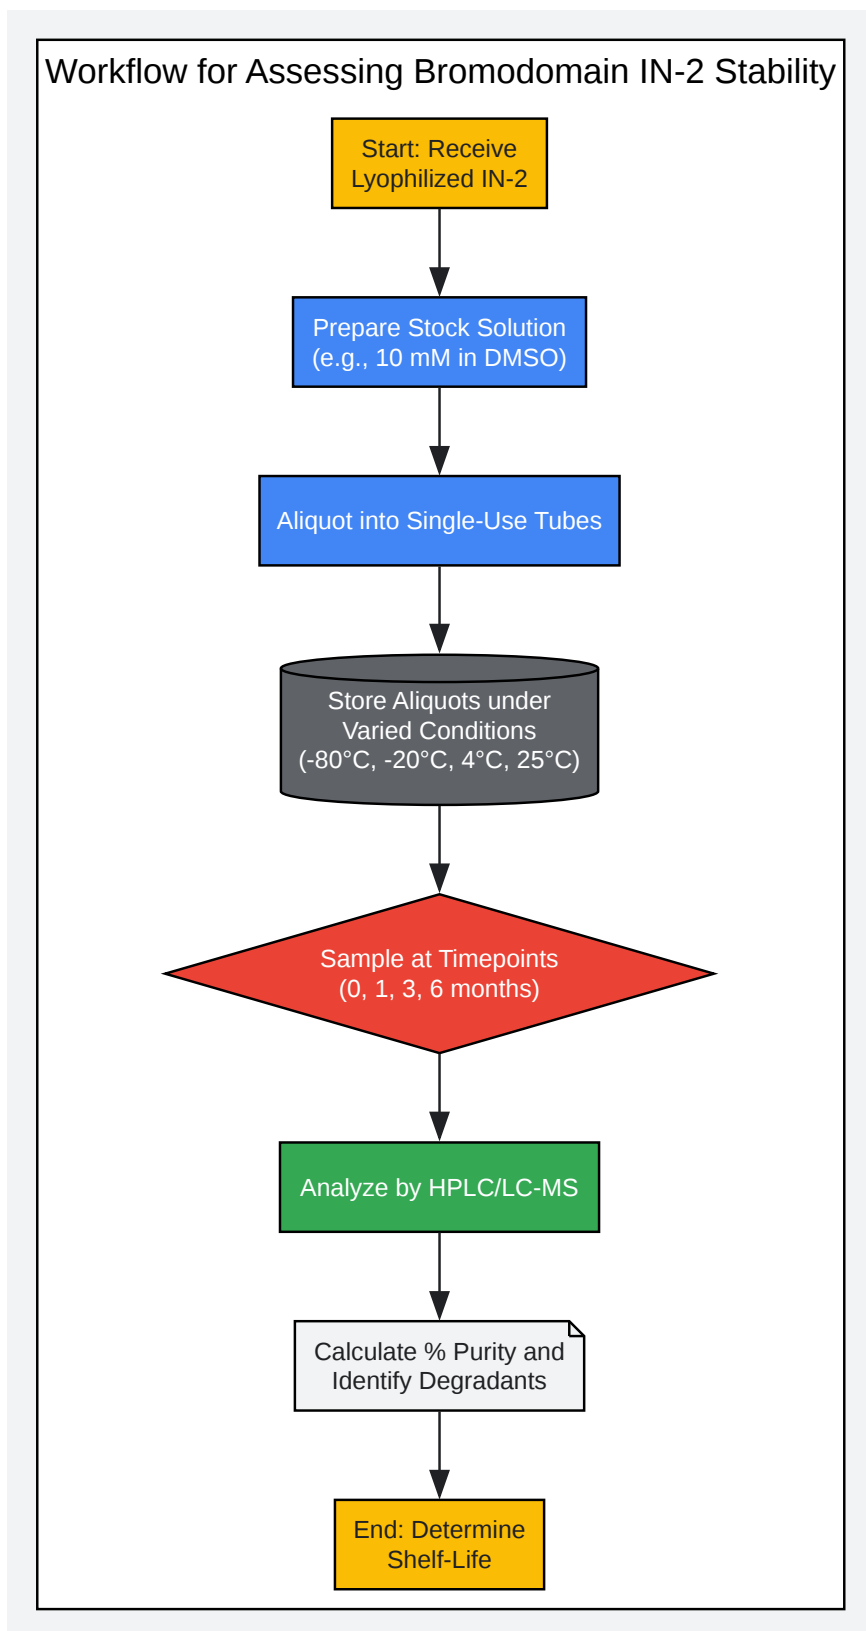 Workflow for Assessing Bromodomain IN-2 Stability
Start: Receive
Lyophilized IN-2
Prepare Stock Solution
(e.g., 10 mM in DMSO)
Aliquot into Single-Use Tubes
Store Aliquots under
Varied Conditions
(-80°C, -20°C, 4°C, 25°C)
Sample at Timepoints
(0, 1, 3, 6 months)
Analyze by HPLC/LC-MS
Calculate % Purity and
Identify Degradants
End: Determine
Shelf-Life